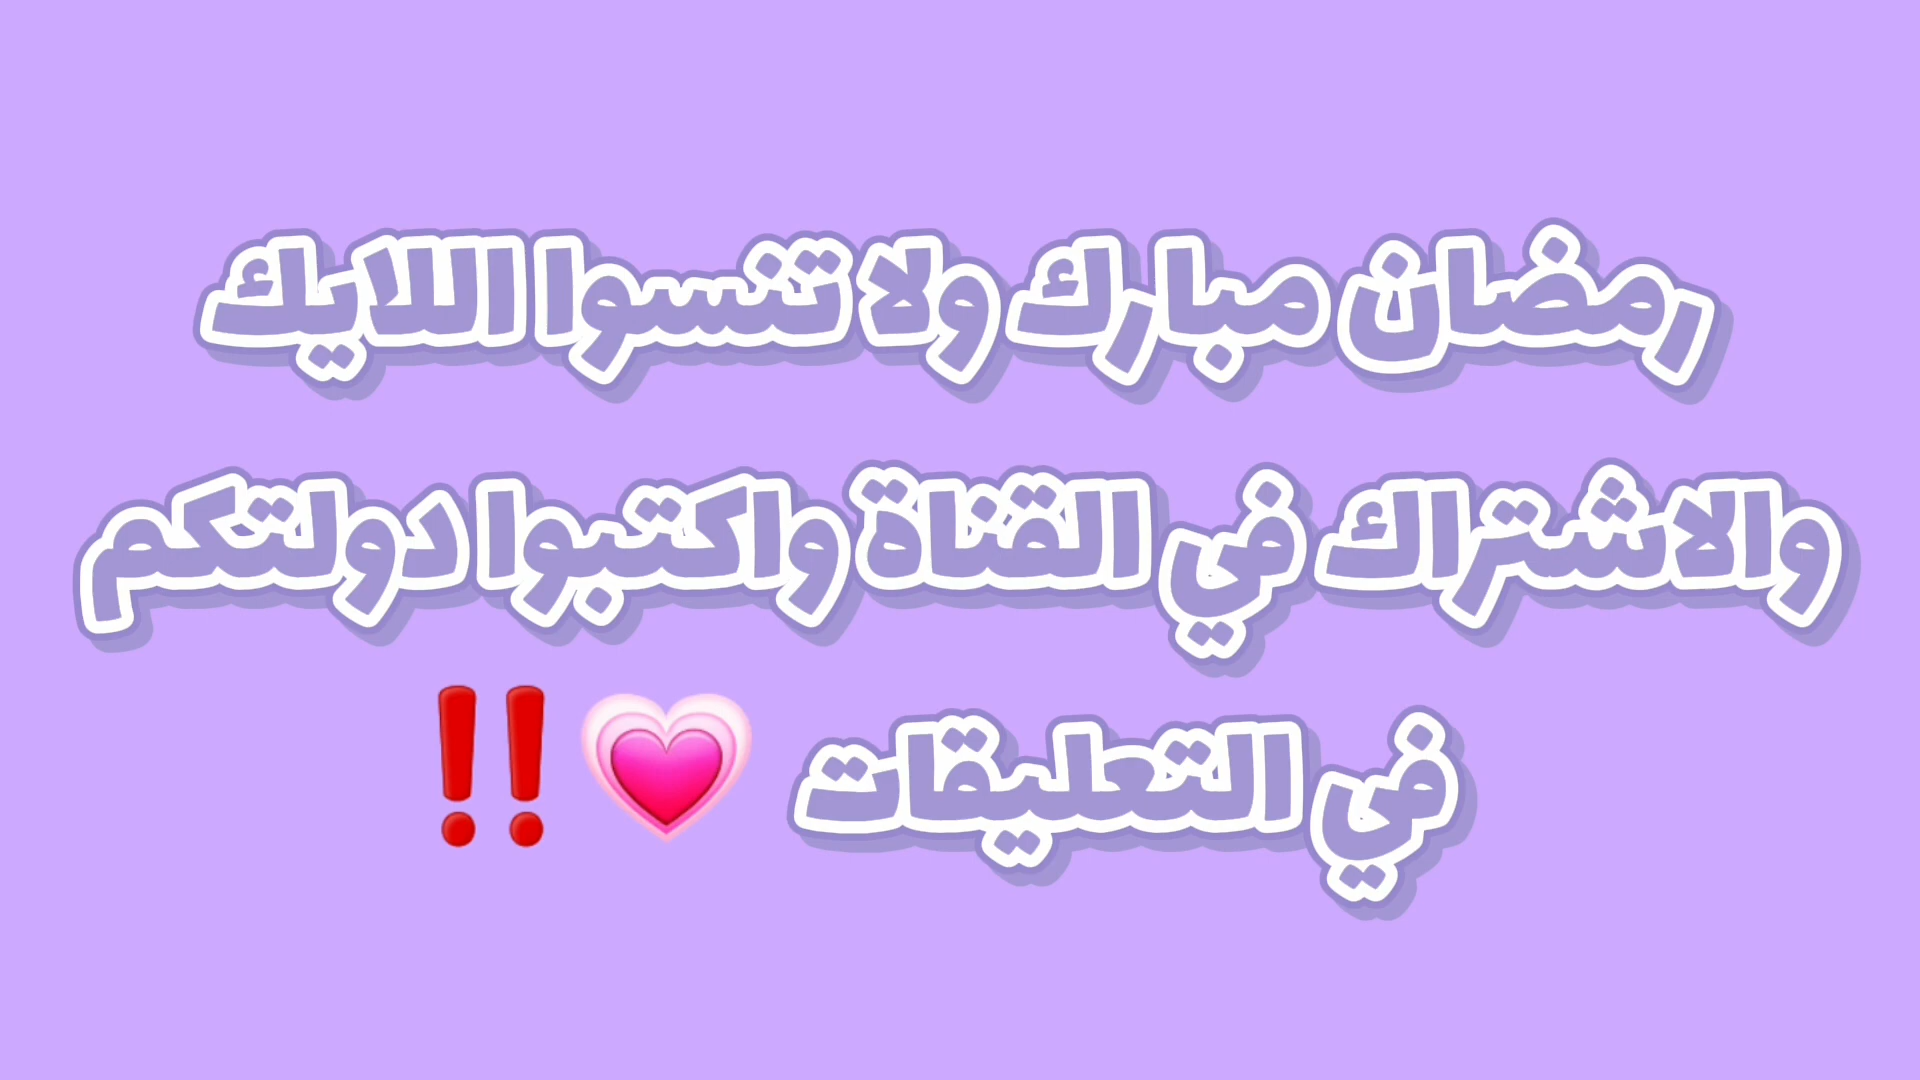 رمضان مبارك ولا تنسوا اللايك
والاشتراك في القناة واكتبوا دولتكم
في التعليقات 💗‼️